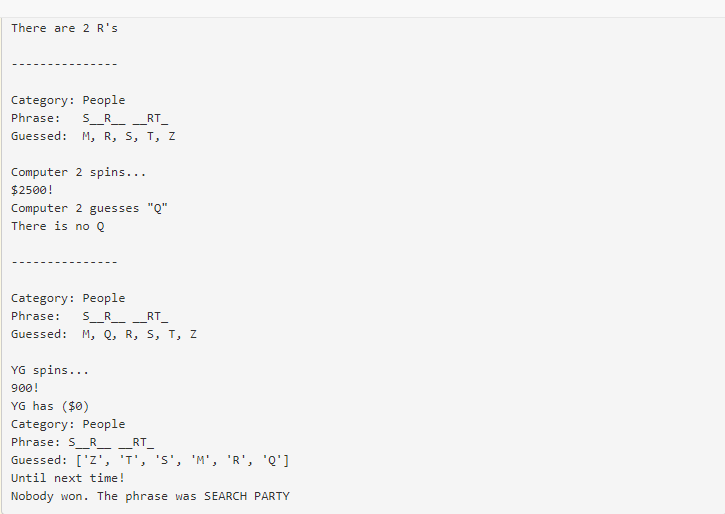 There are 2 R's
---------------
Category: People
Phrase:   S__R__ __RT_
Guessed:  M, R, S, T, Z
Computer 2 spins...
$2500!
Computer 2 guesses "Q"
There is no Q
---------------
Category: People
Phrase:   S__R__ __RT_
Guessed:  M, Q, R, S, T, Z
YG spins...
900!
YG has ($0)
Category: People
Phrase: S__R__ __RT_
Guessed: ['Z', 'T', 'S', 'M', 'R', 'Q']
Until next time!
Nobody won. The phrase was SEARCH PARTY